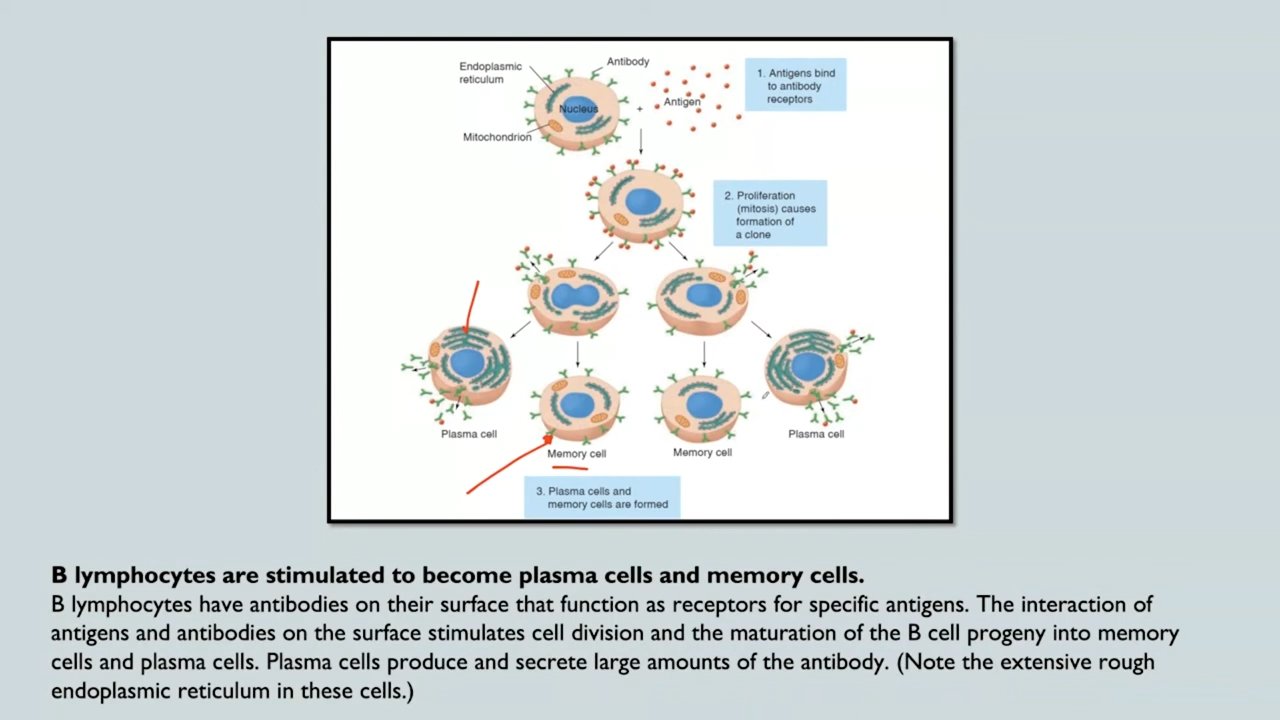 Endoplasmic
reticulum
Antibody
Nucleus
+
Antigen
Mitochondrion
1. Antigens bind
to antibody
receptors
2. Proliferation
(mitosis) causes
formation of
a clone
Plasma cell
Memory cell
Memory cell
Plasma cell
3. Plasma cells and
memory cells are formed
B lymphocytes are stimulated to become plasma cells and memory cells.
B lymphocytes have antibodies on their surface that function as receptors for specific antigens. The interaction of
antigens and antibodies on the surface stimulates cell division and the maturation of the B cell progeny into memory
cells and plasma cells. Plasma cells produce and secrete large amounts of the antibody. (Note the extensive rough
endoplasmic reticulum in these cells.)